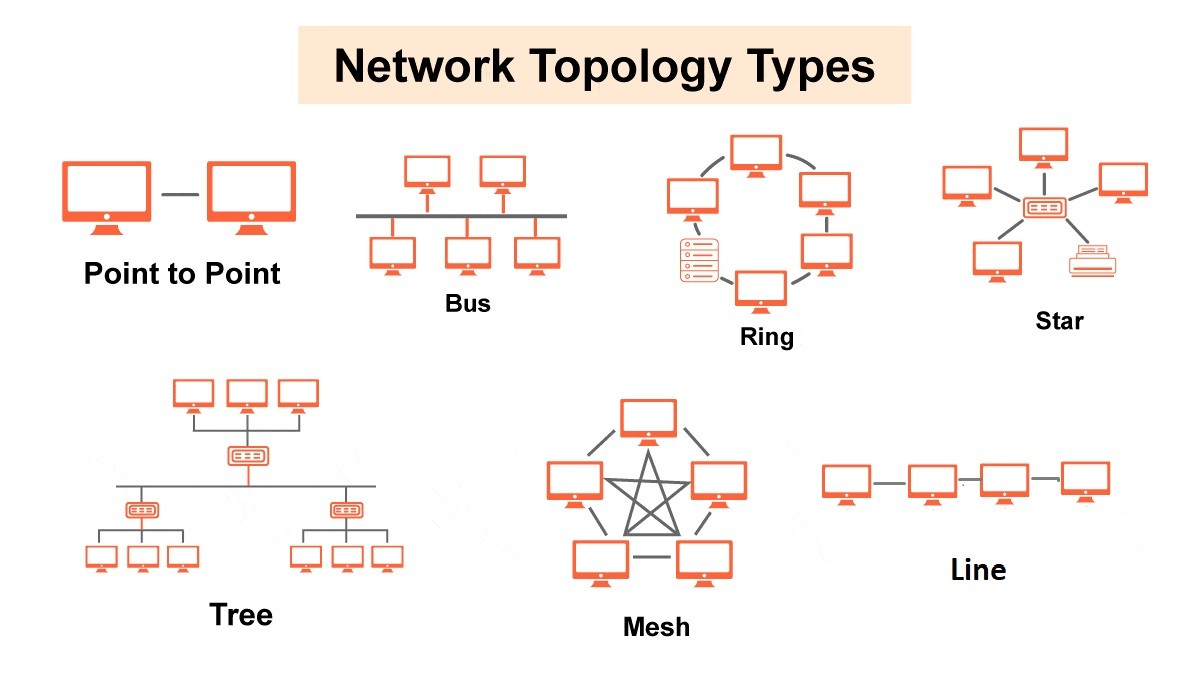 Network Topology Types
Point to Point
Bus
Ring
Star
Tree
Mesh
Line